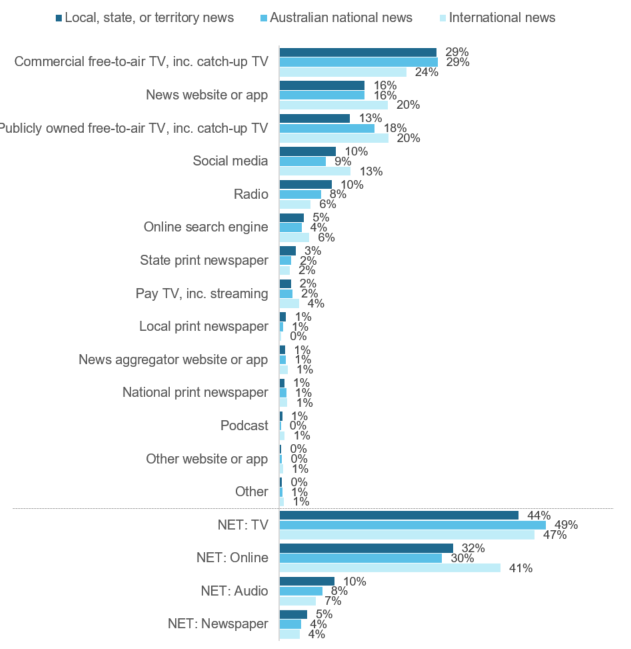 Local, state, or territory news Australian national news International news
Commercial free-to-air TV, inc. catch-up TV 29% 29% 24%
News website or app 16% 16% 20%
Publicly owned free-to-air TV, inc. catch-up TV 13% 18% 20%
Social media 10% 9% 13%
Radio 10% 8% 6%
Online search engine 5% 4% 6%
State print newspaper 3% 2% 2%
Pay TV, inc. streaming 2% 2% 4%
Local print newspaper 1% 1% 0%
News aggregator website or app 1% 1% 1%
National print newspaper 1% 1% 1%
Podcast 1% 0% 1%
Other website or app 0% 0% 1%
Other 0% 1% 1%
NET: TV 44% 49% 47%
NET: Online 32% 30% 41%
NET: Audio 10% 8% 7%
NET: Newspaper 5% 4% 4%